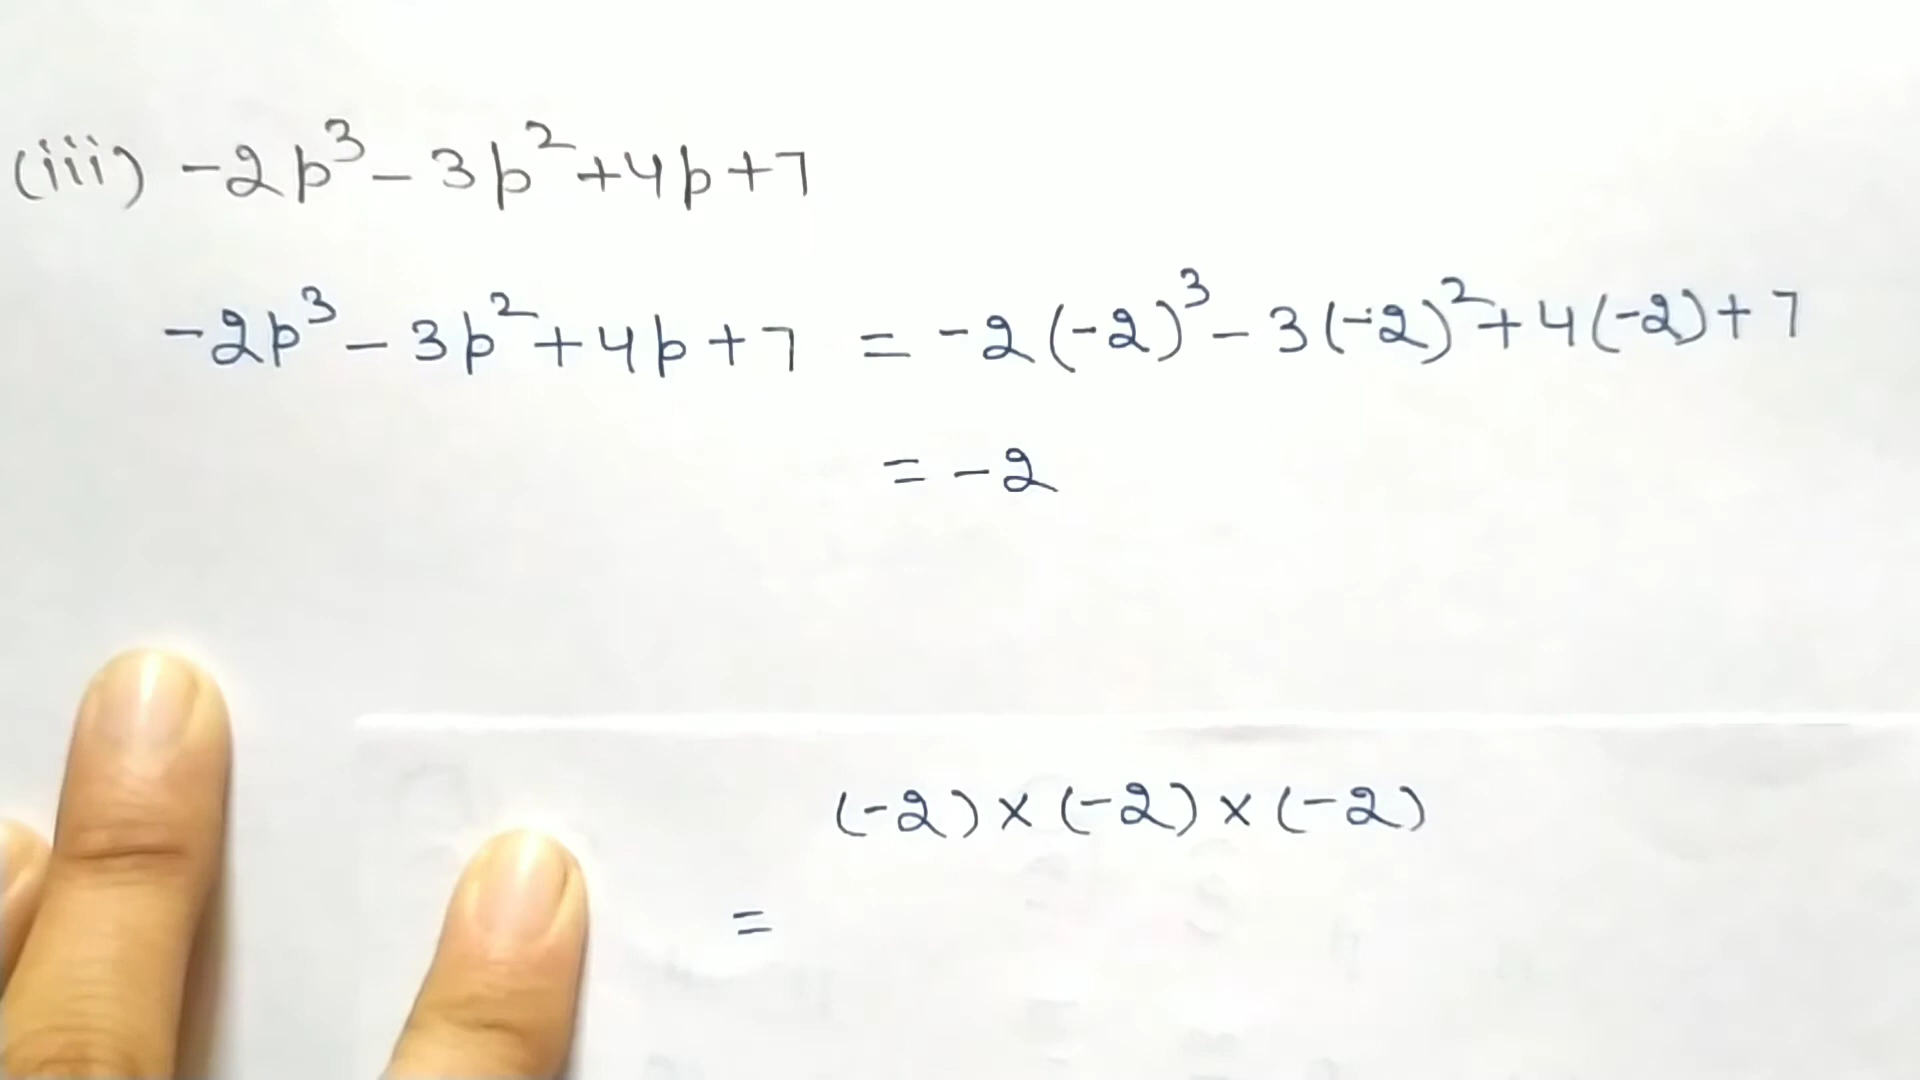 (iii) -2p³ - 3p² + 4p + 7
-2p³ - 3p² + 4p + 7 = -2(-2)³ - 3(-2)² + 4(-2) + 7
= -2
(-2) × (-2) × (-2)
=